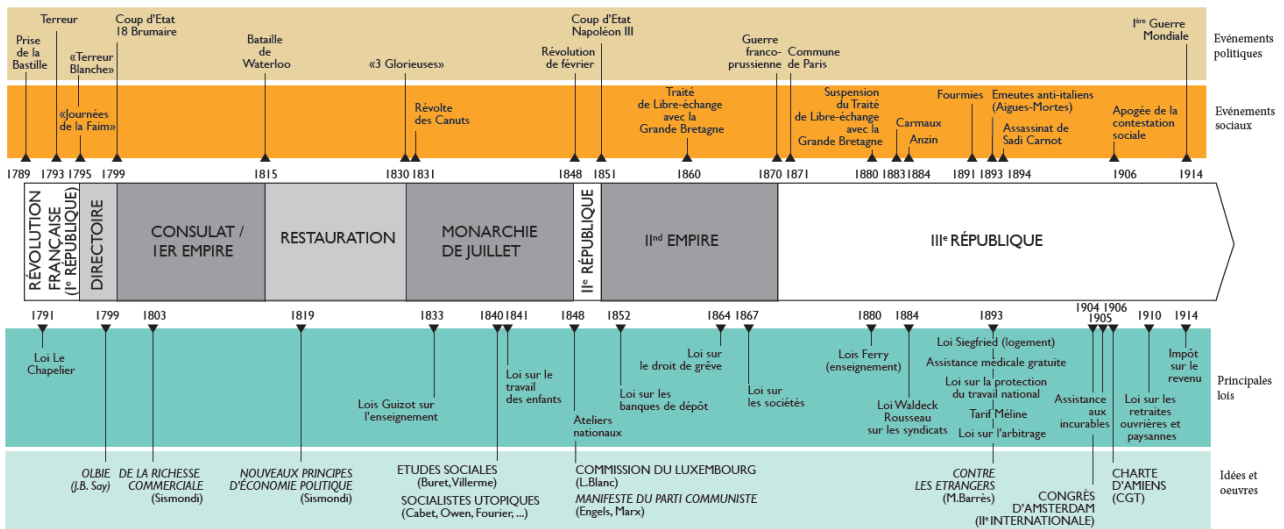 Terreur
Coup d'Etat
18 Brumaire
Prise
de la
Bastille
«Terreur
Blanche»
Bataille
de
Waterloo
«3 Glorieuses»
Révolution
de février
Coup d'Etat
Napoléon III
Guerre
franco-
prussienne
Commune
de Paris
Ière Guerre
Mondiale
Evénements
politiques
«Journées
de la Faim»
Révolte
des Canuts
Traité
de Libre-échange
avec la
Grande Bretagne
Suspension
du Traité
de Libre-échange
avec la
Grande Bretagne
Carmaux
Anzin
Fourmies
Emeutes anti-italiens
(Aigues-Mortes)
Assassinat de
Sadi Carnot
Apogée de la
contestation
sociale
Evénements
sociaux
1789
1793
1795
1799
1815
1830
1831
1848
1851
1860
1870
1871
1880
1883
1884
1891
1893
1894
1906
1914
RÉVOLUTION
FRANÇAISE
(Ie RÉPUBLIQUE)
DIRECTOIRE
CONSULAT /
1ER EMPIRE
RESTAURATION
MONARCHIE
DE JUILLET
IIe RÉPUBLIQUE
IInd EMPIRE
IIIe RÉPUBLIQUE
1791
1799
1803
1819
1833
1840
1841
1848
1852
1864
1867
1880
1884
1893
1904
1905
1906
1910
1914
Loi Le
Chapelier
Lois Guizot sur
l'enseignement
Loi sur le
travail
des enfants
Ateliers
nationaux
Loi sur les
banques de dépôt
Loi sur
le droit de grêve
Loi sur
les sociétés
Lois Ferry
(enseignement)
Loi Waldeck
Rousseau
sur les syndicats
Loi Siegfried (logement)
Assistance médicale gratuite
Loi sur la protection
du travail national
Tarif Méline
Loi sur l'arbitrage
Assistance
aux
incurables
Loi sur les
retraites
ouvrières et
paysannes
Impôt
sur le
revenu
Principales
lois
OLBIE
(J.B. Say)
DE LA RICHESSE
COMMERCIALE
(Sismondi)
NOUVEAUX PRINCIPES
D'ÉCONOMIE POLITIQUE
(Sismondi)
ETUDES SOCIALES
(Buret, Villerme)
SOCIALISTES UTOPIQUES
(Cabet, Owen, Fourier, ...)
COMMISSION DU LUXEMBOURG
(L.Blanc)
MANIFESTE DU PARTI COMMUNISTE
(Engels, Marx)
CONTRE
LES ETRANGERS
(M.Barrès)
CONGRÈS
D'AMSTERDAM
(IIe INTERNATIONALE)
CHARTE
D'AMIENS
(CGT)
Idées et
oeuvres